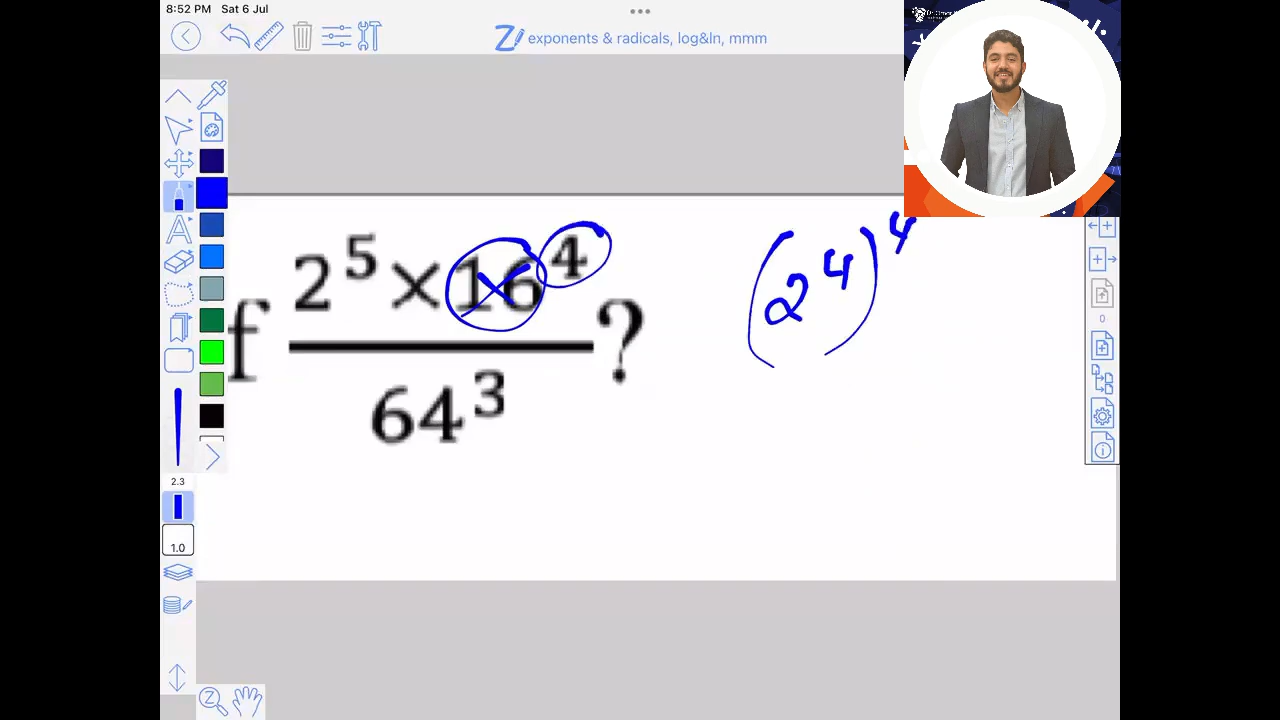 8:52 PM Sat 6 Jul
exponents & radicals, log&ln, mmm
f 2^5×16^4 / 64^3 ?
(2^4)^4
0
2.3
1.0